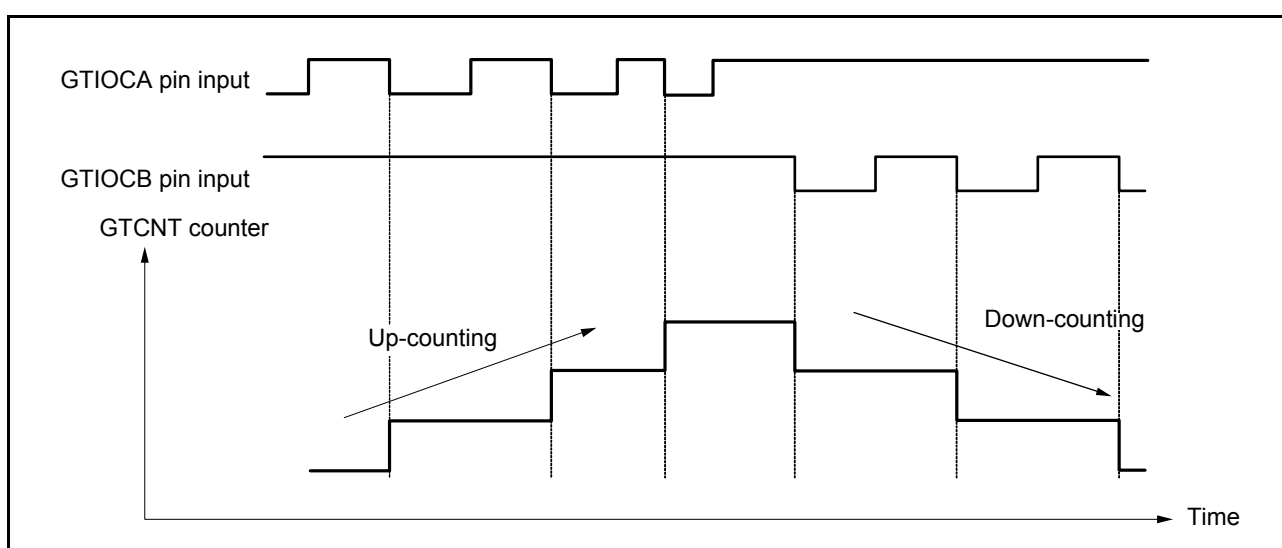 GTIOCA pin input
GTIOCB pin input
GTCNT counter
Up-counting
Down-counting
Time